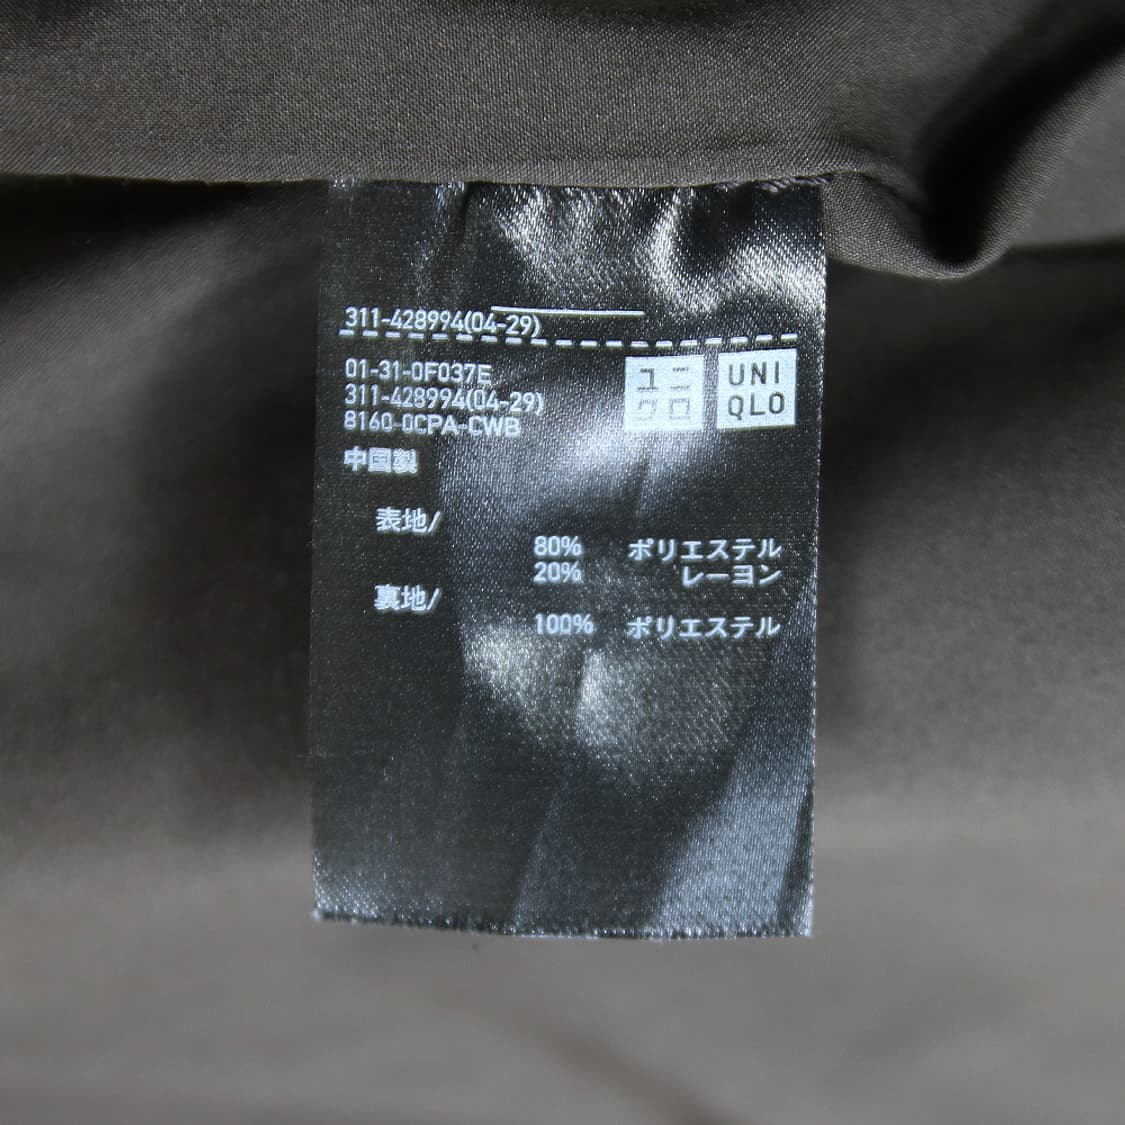 311-428994(04-29)
01-31-0F037E
311-428994(04-29)
8160-0CPA-CWB
ユニ
クロ
UNI
QLO
中国製
表地/
80% ポリエステル
20% レーヨン
裏地/
100% ポリエステル